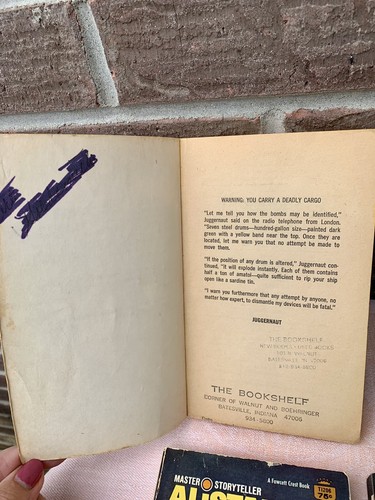 WARNING: YOU CARRY A DEADLY CARGO
"Let me tell you how the bombs may be identified,"
Juggernaut said on the radio telephone from London.
"Seven steel drums—hundred-gallon size—painted dark
green with a yellow band near the top. Once they are
located, let me warn you that no attempt be made to
move them.
"If the position of any drum is altered," Juggernaut con-
tinued, "it will explode instantly. Each of them contains
half a ton of amatol—quite sufficient to rip your ship
open like a sardine tin.
"I warn you furthermore that any attempt by anyone, no
matter how expert, to dismantle my devices will be fatal."
JUGGERNAUT
THE BOOKSHELF
THE BOOKSHELF
CORNER OF WALNUT AND BOEHRINGER
BATESVILLE, INDIANA 47006
934-5800
MASTER STORYTELLER
A Fawcett Crest Book
75¢